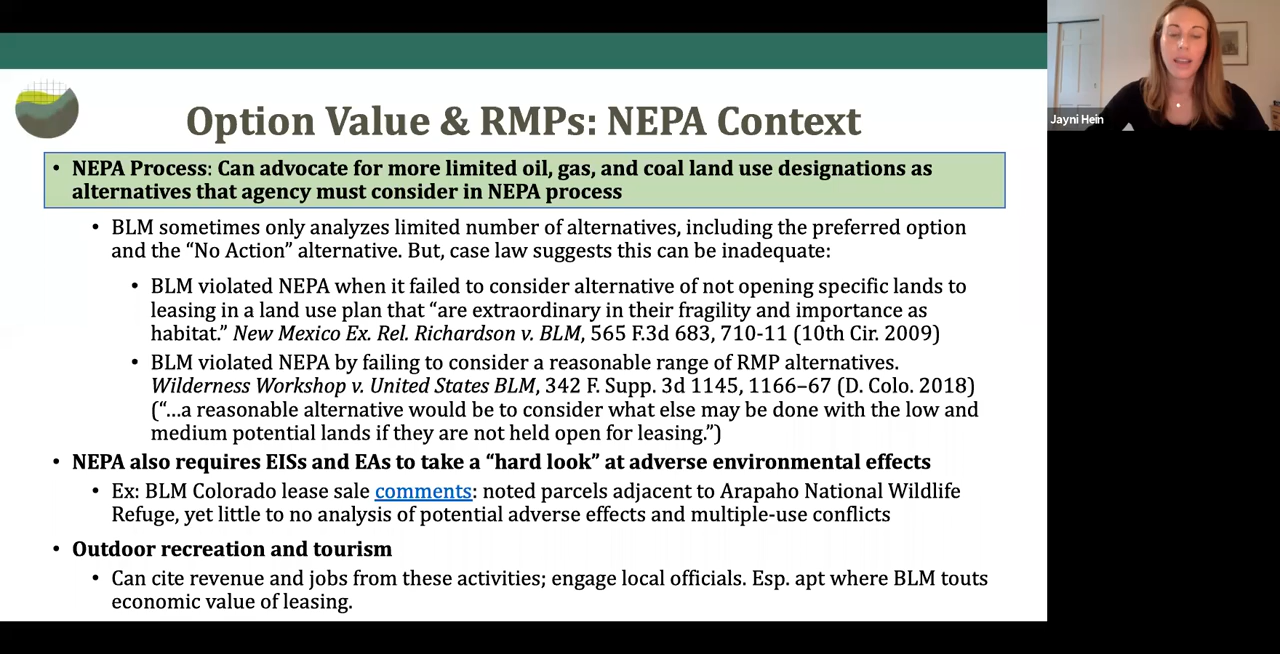 Option Value & RMPs: NEPA Context
• NEPA Process: Can advocate for more limited oil, gas, and coal land use designations as
alternatives that agency must consider in NEPA process
• BLM sometimes only analyzes limited number of alternatives, including the preferred option
and the “No Action” alternative. But, case law suggests this can be inadequate:
• BLM violated NEPA when it failed to consider alternative of not opening specific lands to
leasing in a land use plan that “are extraordinary in their fragility and importance as
habitat.” New Mexico Ex. Rel. Richardson v. BLM, 565 F.3d 683, 710-11 (10th Cir. 2009)
• BLM violated NEPA by failing to consider a reasonable range of RMP alternatives.
Wilderness Workshop v. United States BLM, 342 F. Supp. 3d 1145, 1166–67 (D. Colo. 2018)
(“…a reasonable alternative would be to consider what else may be done with the low and
medium potential lands if they are not held open for leasing.”)
• NEPA also requires EISs and EAs to take a “hard look” at adverse environmental effects
• Ex: BLM Colorado lease sale comments: noted parcels adjacent to Arapaho National Wildlife
Refuge, yet little to no analysis of potential adverse effects and multiple-use conflicts
• Outdoor recreation and tourism
• Can cite revenue and jobs from these activities; engage local officials. Esp. apt where BLM touts
economic value of leasing.
Jayni Hein